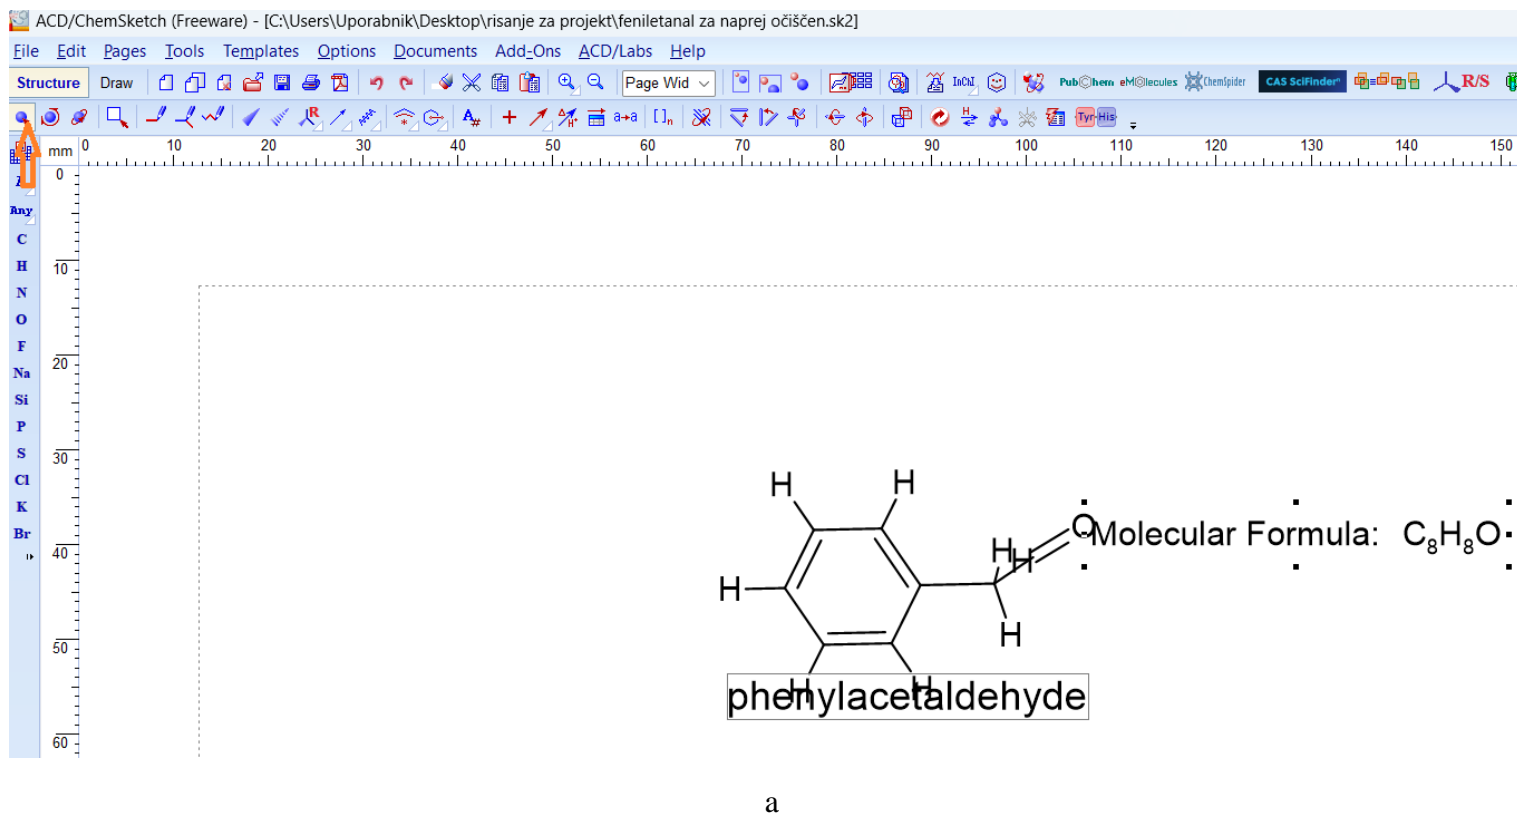 ACD/ChemSketch (Freeware) - [C:\Users\Uporabnik\Desktop\risanje za projekt\feniletanal za naprej očiščen.sk2]
File Edit Pages Tools Templates Options Documents Add-Ons ACD/Labs Help
Structure Draw Page Wid InChI PubChem eMolecules ChemSpider CAS SciFinder R/S
Tyr His
mm 0 10 20 30 40 50 60 70 80 90 100 110 120 130 140 150
0
Any
C
H
10
N
O
F
20
Na
Si
P
S
30
Cl
K
Br
40
50
60
H H
O Molecular Formula: C₈H₈O
H H
H
H
H H
phenylacetaldehyde
a